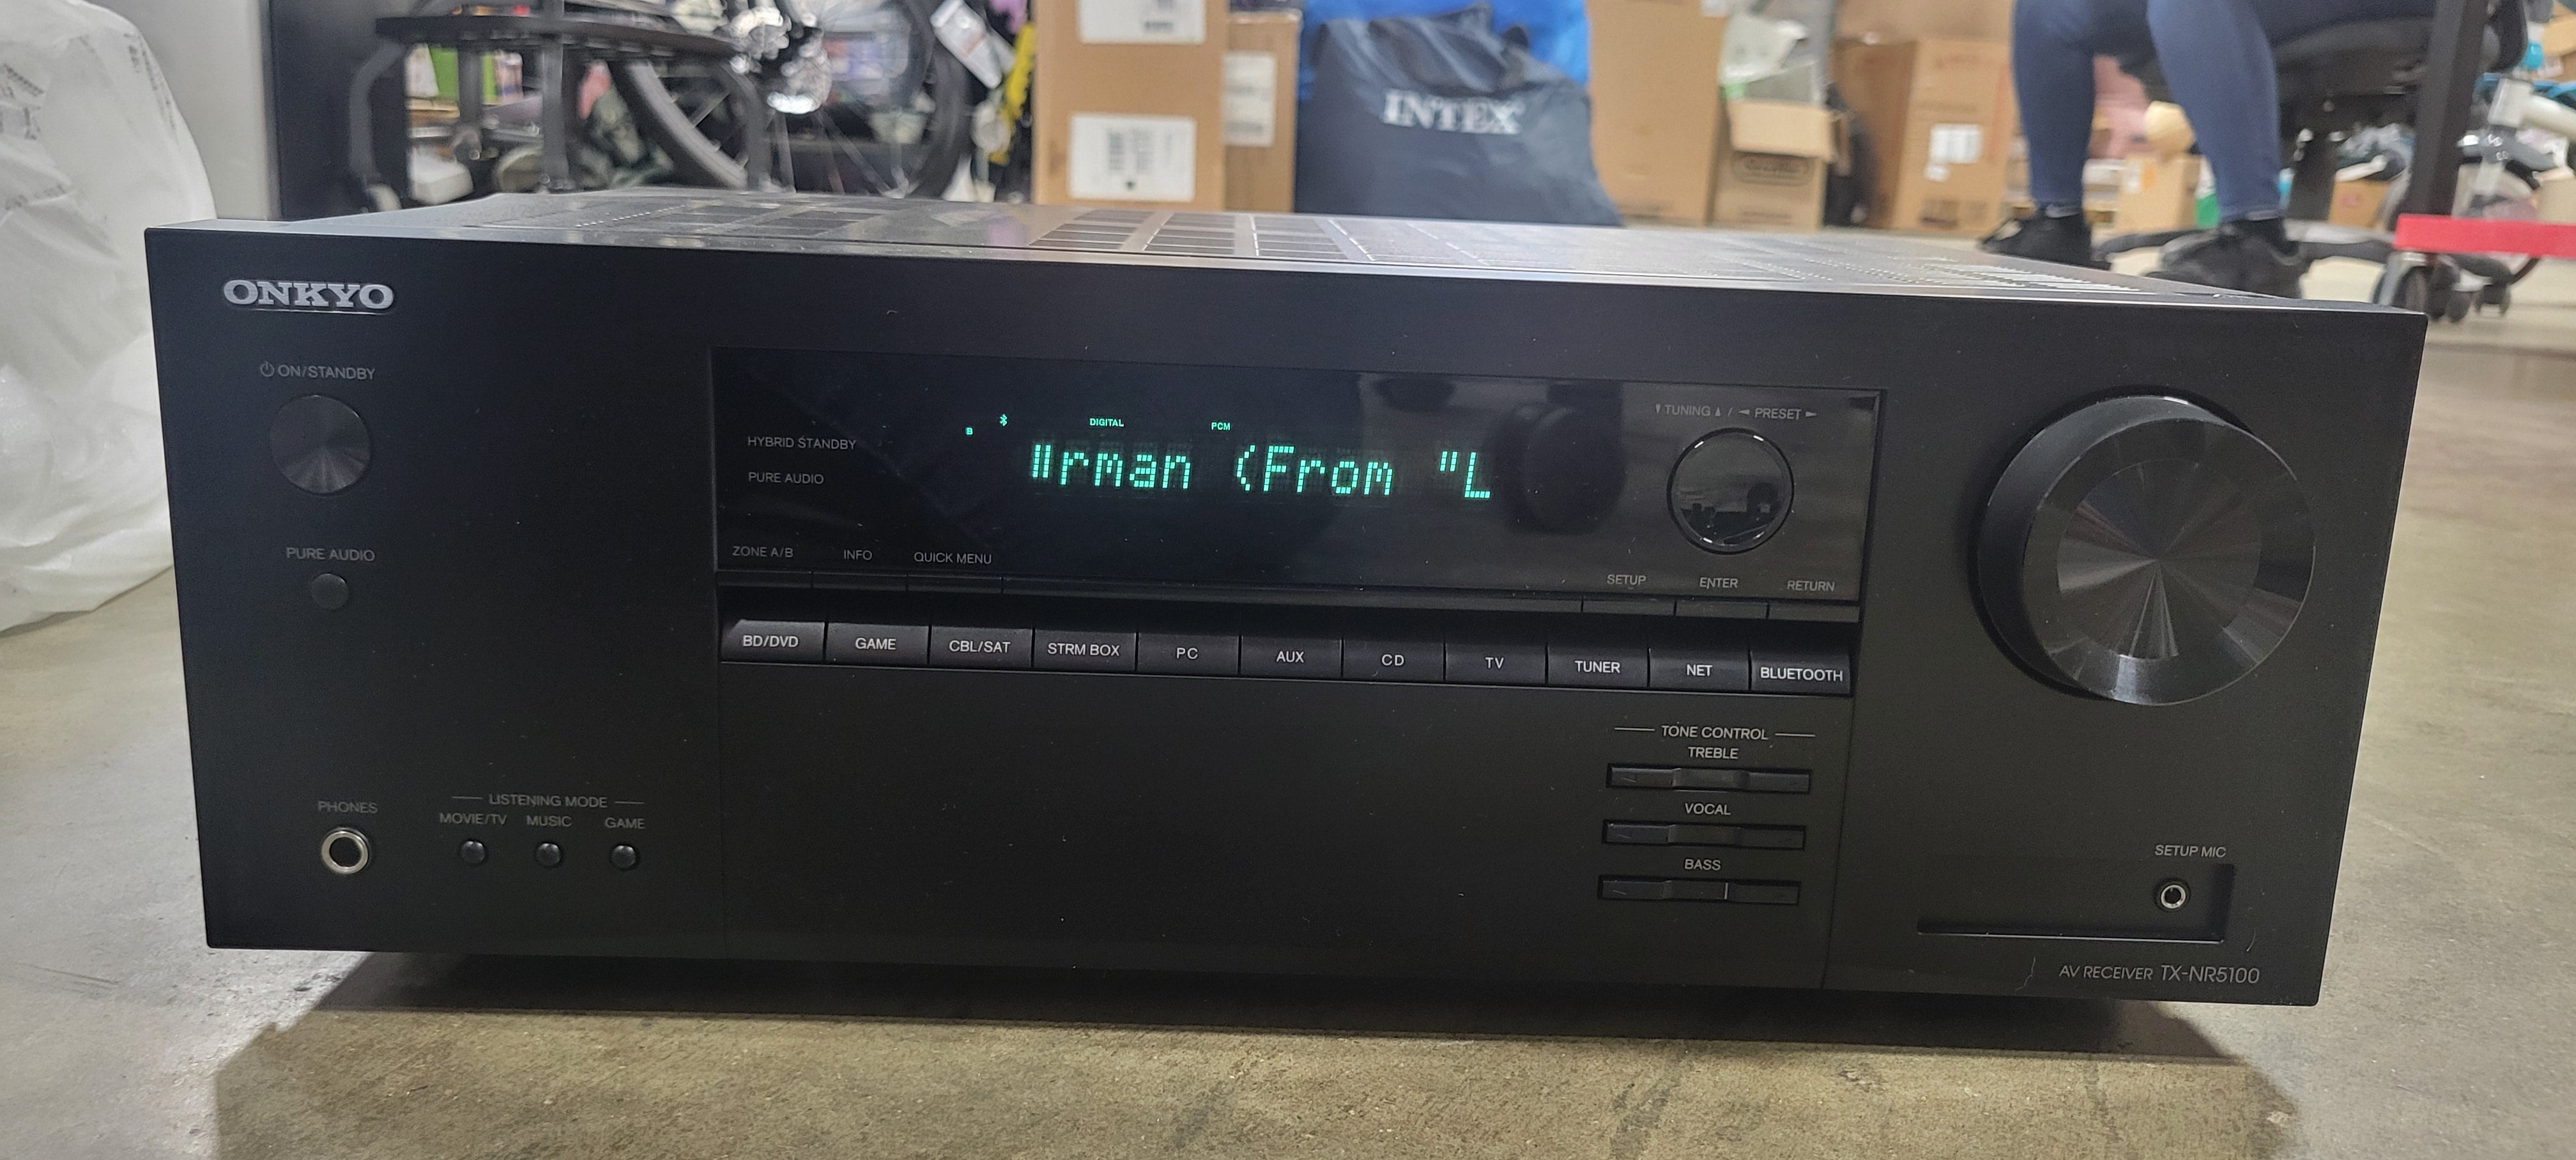 INTEX
ONKYO
ON/STANDBY
PURE AUDIO
PHONES
LISTENING MODE
MOVIE/TV MUSIC GAME
HYBRID STANDBY
PURE AUDIO
B DIGITAL PCM
rman (From "L
TUNING / PRESET
ZONE A/B INFO QUICK MENU
SETUP ENTER RETURN
BD/DVD GAME CBL/SAT STRM BOX PC AUX CD TV TUNER NET BLUETOOTH
TONE CONTROL
TREBLE
VOCAL
BASS
SETUP MIC
AV RECEIVER TX-NR5100